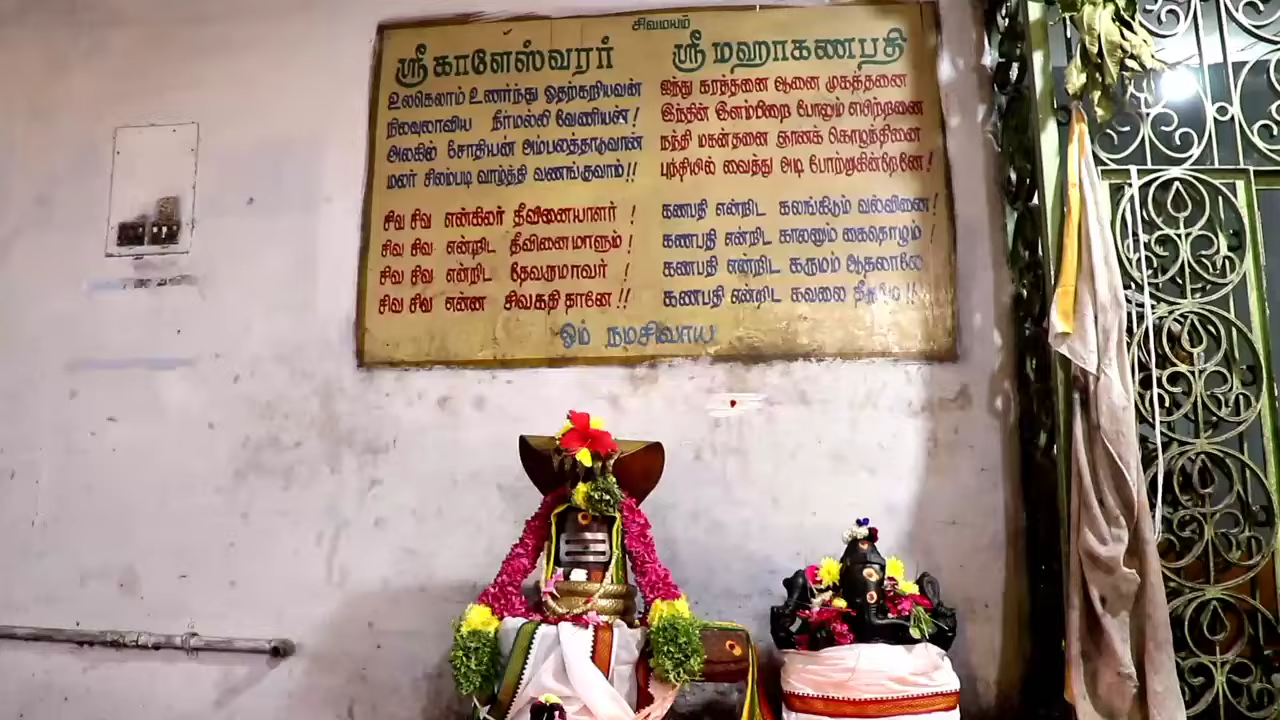 சிவமயம்
ஸ்ரீ காளேஸ்வரர்
உலகெலாம் உணர்ந்து ஓதற்கரியவன்
நிலவுலாவிய நீர்மல்லி வேணியன்!
அலகில் சோதியன் அம்பலத்தாடுவான்
மலர் சிலம்படி வாழ்த்தி வணங்குவாம்!!
சிவ சிவ என்கிலர் தீவினையாளர் !
சிவ சிவ என்றிட தீவினைமாளும் !
சிவ சிவ என்றிட தேவருமாவர் !
சிவ சிவ என்ன சிவகதி தானே !!
ஸ்ரீ மஹாகணபதி
ஐந்து கரத்தனை ஆனை முகத்தனை
இந்தின் இளம்பிறை போலும் எயிற்றனை
நந்தி மகன்தனை ஞானக் கொழுந்தினை
புந்தியில் வைத்து அடி போற்றுகின்றேனே!
கணபதி என்றிட கலங்கிடும் வல்வினை!
கணபதி என்றிட காலனும் கைதொழும் !
கணபதி என்றிட கருமம் ஆதலாலே
கணபதி என்றிட கவலை !!
ஓம் நமசிவாய